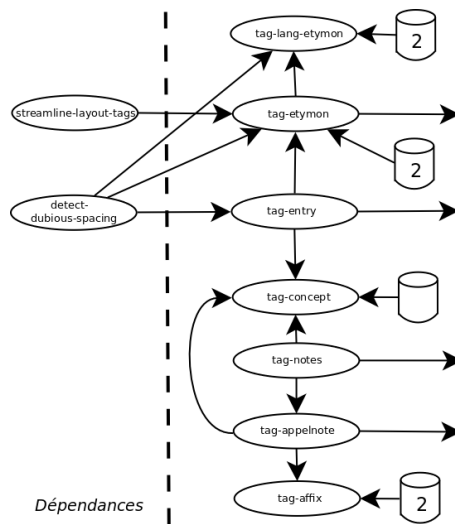 tag-lang-etymon
2
streamline-layout-tags
tag-etymon
2
detect-
dubious-spacing
tag-entry
tag-concept
tag-notes
tag-appelnote
tag-affix
2
Dépendances